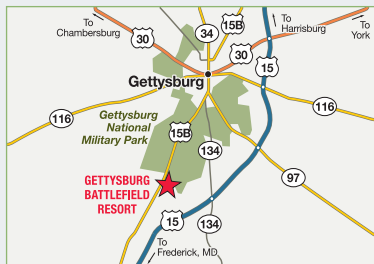 To
Chambersburg
30
34
15B
To
Harrisburg
To
York
30
15
Gettysburg
116
Gettysburg
National
Military Park
116
15B
134
97
GETTYSBURG
BATTLEFIELD
RESORT
15
134
To
Frederick, MD